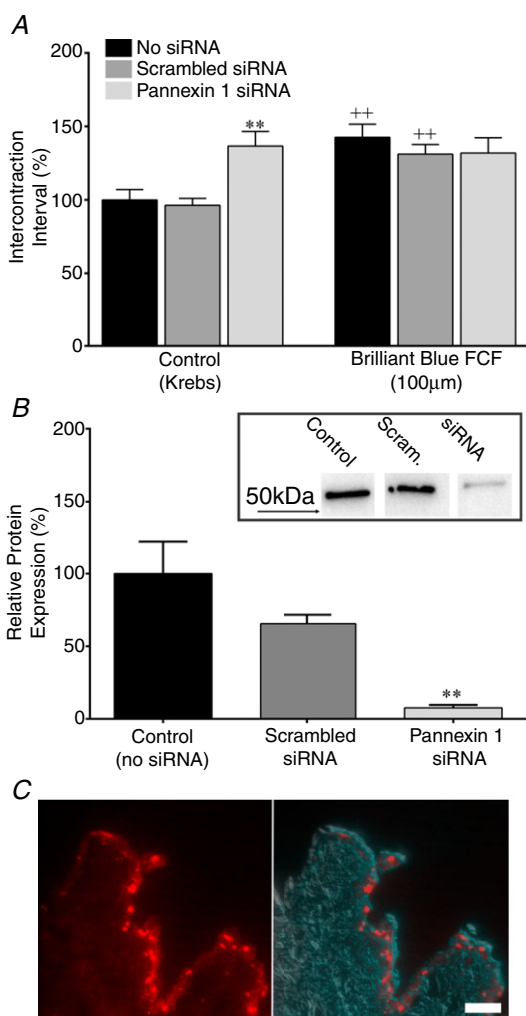 A
200
No siRNA
Scrambled siRNA
Pannexin 1 siRNA
150
**
++
++
100
50
0
Intercontraction
Interval (%)
Control
(Krebs)
Brilliant Blue FCF
(100μm)
B
200
Control
Scram.
siRNA
50kDa
150
100
50
0
Relative Protein
Expression (%)
**
Control
(no siRNA)
Scrambled
siRNA
Pannexin 1
siRNA
C